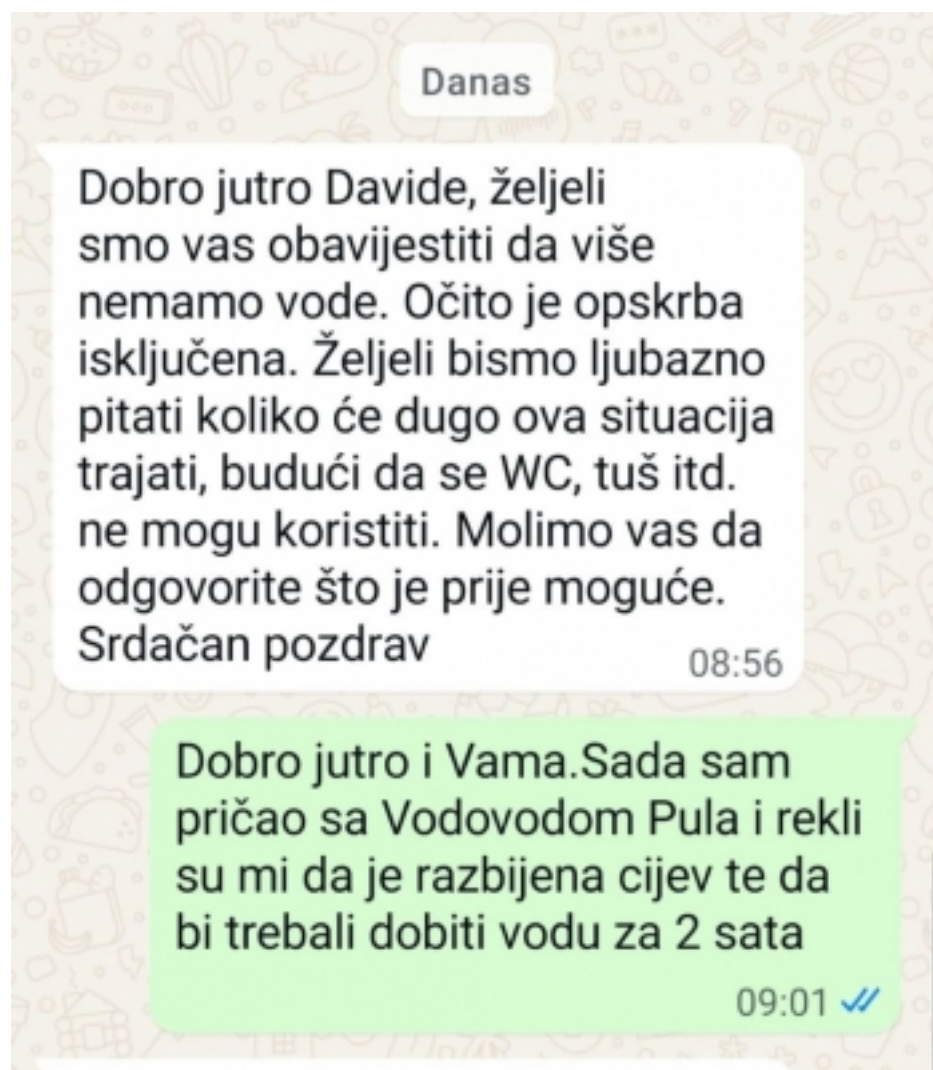 Danas
Dobro jutro Davide, željeli
smo vas obavijestiti da više
nemamo vode. Očito je opskrba
isključena. Željeli bismo ljubazno
pitati koliko će dugo ova situacija
trajati, budući da se WC, tuš itd.
ne mogu koristiti. Molimo vas da
odgovorite što je prije moguće.
Srdačan pozdrav
08:56
Dobro jutro i Vama.Sada sam
pričao sa Vodovodom Pula i rekli
su mi da je razbijena cijev te da
bi trebali dobiti vodu za 2 sata
09:01